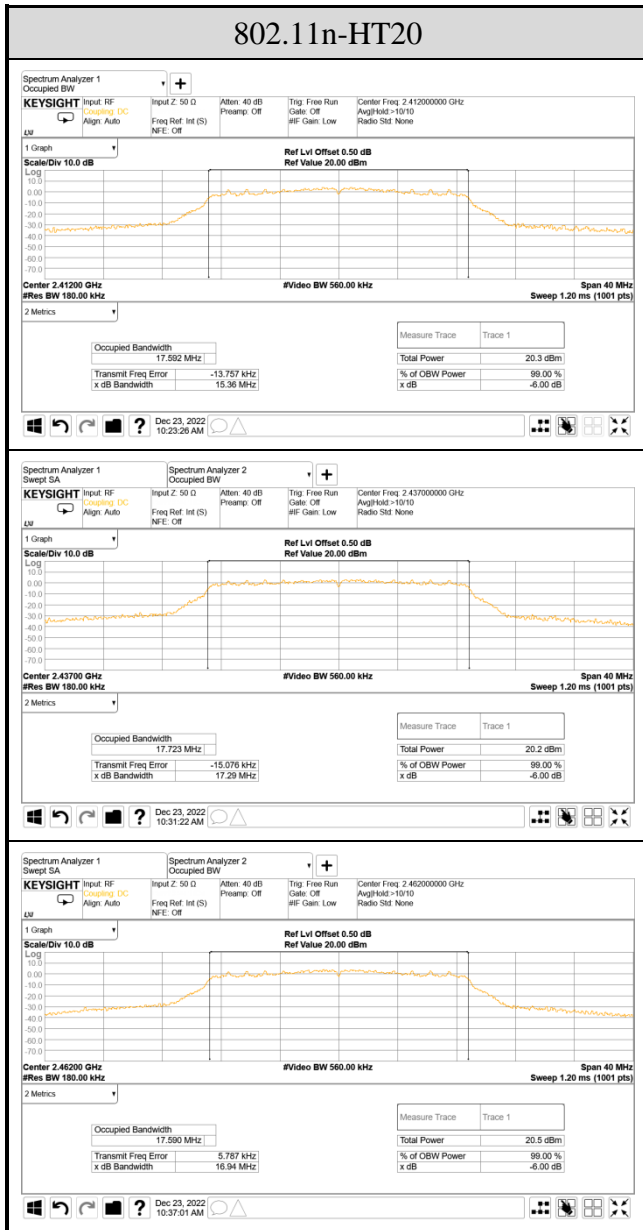 802.11n-HT20
Spectrum Analyzer 1
Occupied BW
+
KEYSIGHT Input: RF Input Z: 50 Ω Atten: 40 dB Trig: Free Run Center Freq: 2.412000000 GHz
Coupling: DC Preamp: Off Gate: Off Avg|Hold:>10/10
Align: Auto Freq Ref: Int (S) #IF Gain: Low Radio Std: None
LXI NFE: Off
1 Graph
Ref Lvl Offset 0.50 dB
Scale/Div 10.0 dB Ref Value 20.00 dBm
Log
10.0
0.00
-10.0
-20.0
-30.0
-40.0
-50.0
-60.0
-70.0
Center 2.41200 GHz #Video BW 560.00 kHz Span 40 MHz
#Res BW 180.00 kHz Sweep 1.20 ms (1001 pts)
2 Metrics
Measure Trace Trace 1
Occupied Bandwidth
17.592 MHz Total Power 20.3 dBm
Transmit Freq Error -13.757 kHz % of OBW Power 99.00 %
x dB Bandwidth 15.36 MHz x dB -6.00 dB
? Dec 23, 2022
10:23:26 AM
Spectrum Analyzer 1 Spectrum Analyzer 2
Swept SA Occupied BW
+
KEYSIGHT Input: RF Input Z: 50 Ω Atten: 40 dB Trig: Free Run Center Freq: 2.437000000 GHz
Coupling: DC Preamp: Off Gate: Off Avg|Hold:>10/10
Align: Auto Freq Ref: Int (S) #IF Gain: Low Radio Std: None
LXI NFE: Off
1 Graph
Ref Lvl Offset 0.50 dB
Scale/Div 10.0 dB Ref Value 20.00 dBm
Log
10.0
0.00
-10.0
-20.0
-30.0
-40.0
-50.0
-60.0
-70.0
Center 2.43700 GHz #Video BW 560.00 kHz Span 40 MHz
#Res BW 180.00 kHz Sweep 1.20 ms (1001 pts)
2 Metrics
Measure Trace Trace 1
Occupied Bandwidth
17.723 MHz Total Power 20.2 dBm
Transmit Freq Error -15.076 kHz % of OBW Power 99.00 %
x dB Bandwidth 17.29 MHz x dB -6.00 dB
? Dec 23, 2022
10:31:22 AM
Spectrum Analyzer 1 Spectrum Analyzer 2
Swept SA Occupied BW
+
KEYSIGHT Input: RF Input Z: 50 Ω Atten: 40 dB Trig: Free Run Center Freq: 2.462000000 GHz
Coupling: DC Preamp: Off Gate: Off Avg|Hold:>10/10
Align: Auto Freq Ref: Int (S) #IF Gain: Low Radio Std: None
LXI NFE: Off
1 Graph
Ref Lvl Offset 0.50 dB
Scale/Div 10.0 dB Ref Value 20.00 dBm
Log
10.0
0.00
-10.0
-20.0
-30.0
-40.0
-50.0
-60.0
-70.0
Center 2.46200 GHz #Video BW 560.00 kHz Span 40 MHz
#Res BW 180.00 kHz Sweep 1.20 ms (1001 pts)
2 Metrics
Measure Trace Trace 1
Occupied Bandwidth
17.590 MHz Total Power 20.5 dBm
Transmit Freq Error 5.787 kHz % of OBW Power 99.00 %
x dB Bandwidth 16.94 MHz x dB -6.00 dB
? Dec 23, 2022
10:37:01 AM